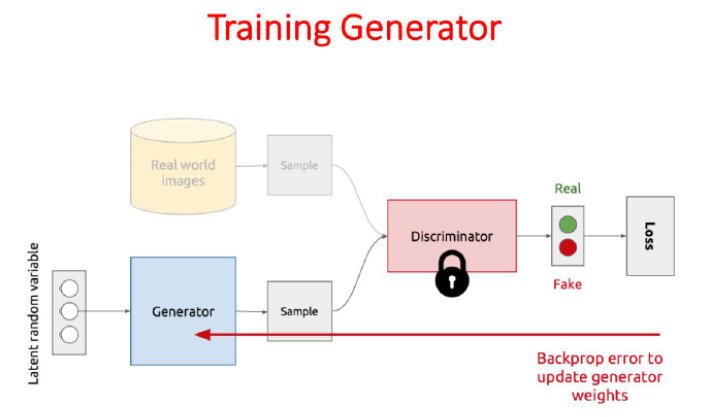 Training Generator
Real world
images
Sample
Real
Discriminator
Loss
Fake
Latent random variable
Generator
Sample
Backprop error to
update generator
weights